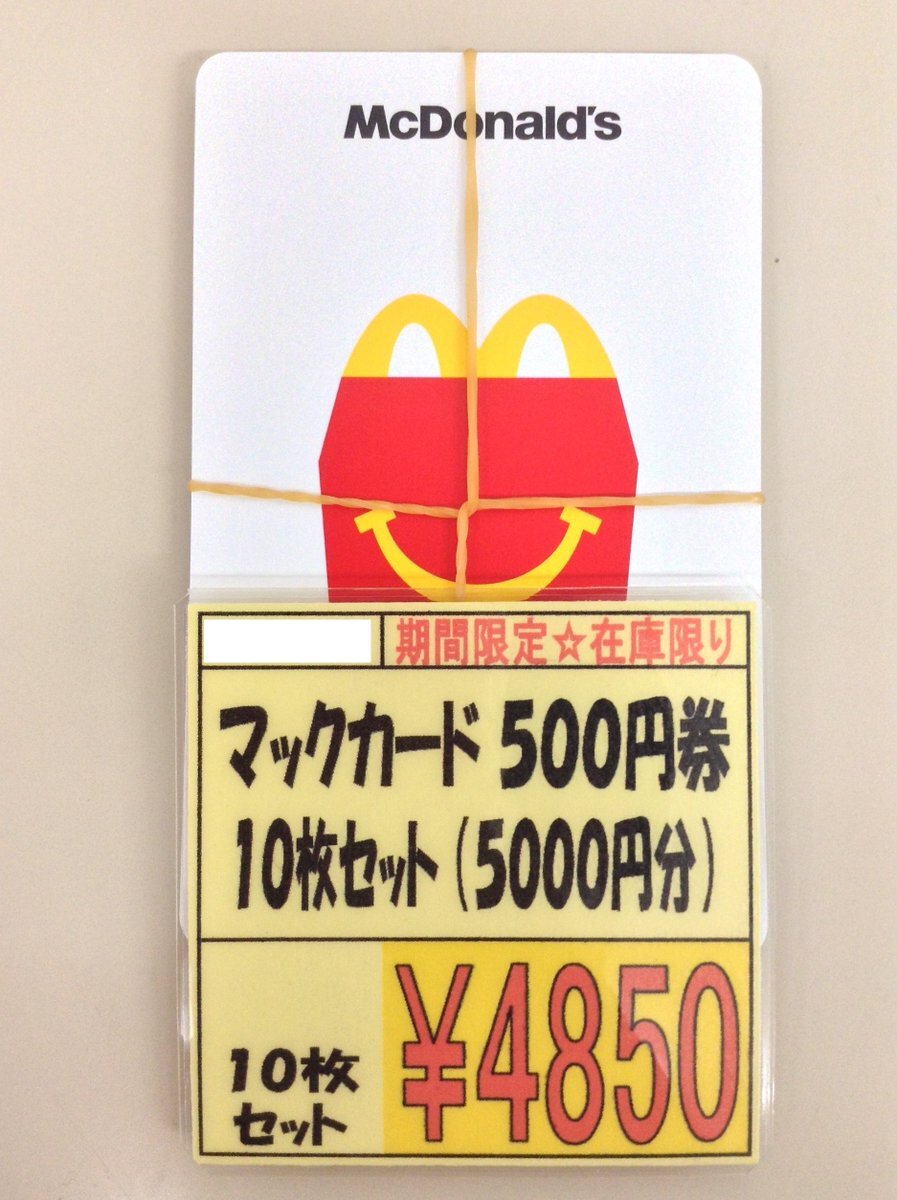 McDonald's
期間限定☆在庫限り
マックカード 500円券
10枚セット(5000円分)
10枚
セット
¥4850